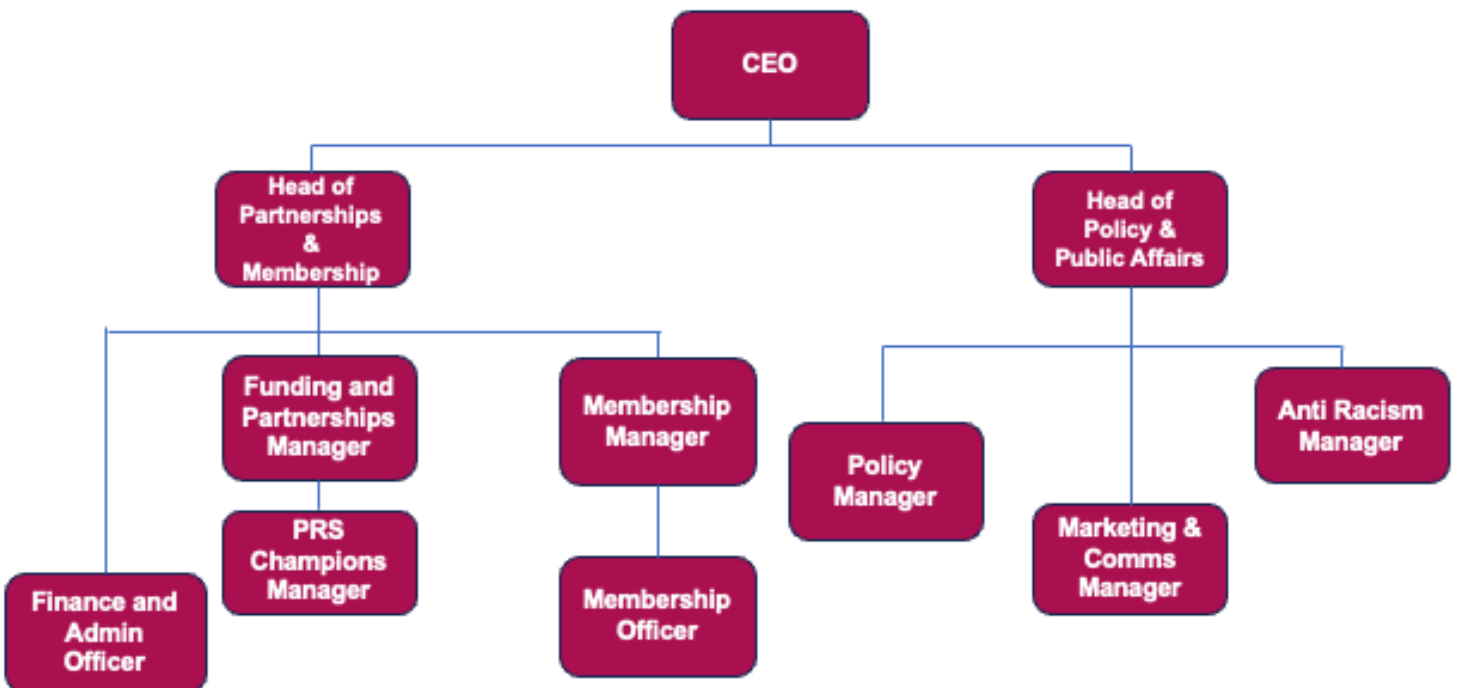 CEO
Head of
Partnerships
&
Membership
Head of
Policy &
Public Affairs
Funding and
Partnerships
Manager
Membership
Manager
Policy
Manager
Anti Racism
Manager
PRS
Champions
Manager
Marketing &
Comms
Manager
Finance and
Admin
Officer
Membership
Officer